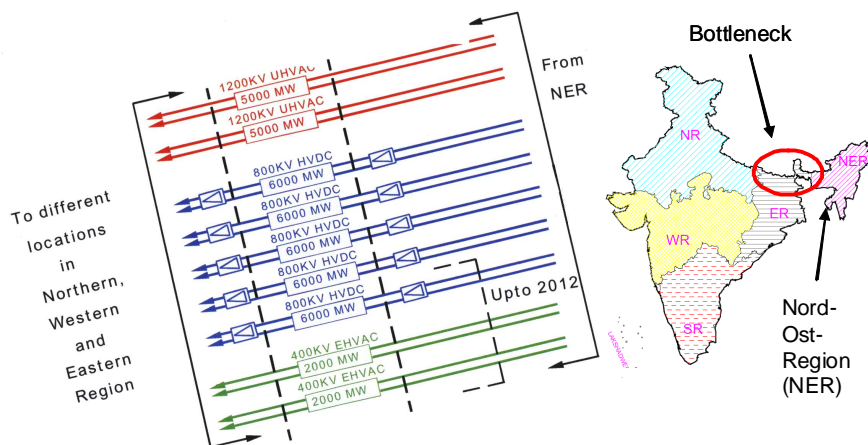 1200KV UHVAC
5000 MW
1200KV UHVAC
5000 MW
800KV HVDC
6000 MW
800KV HVDC
6000 MW
800KV HVDC
6000 MW
800KV HVDC
6000 MW
800KV HVDC
6000 MW
400KV EHVAC
2000 MW
400KV EHVAC
2000 MW
From
NER
Upto 2012
To different
locations
in
Northern,
Western
and
Eastern
Region
Bottleneck
NR
NER
ER
WR
SR
Nord-
Ost-
Region
(NER)